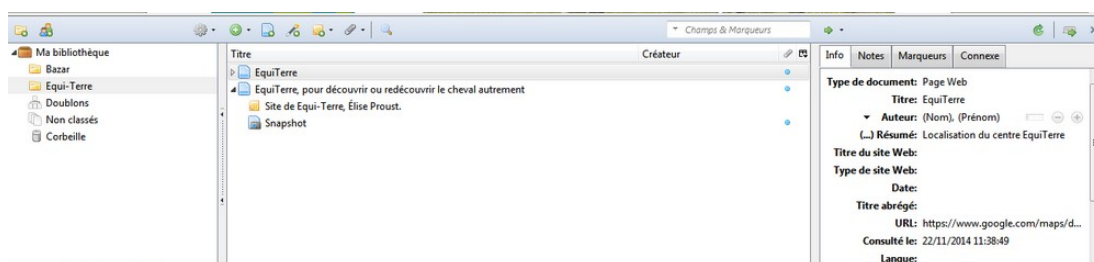 Champs & Marqueurs
Ma bibliothèque
Bazar
Equi-Terre
Doublons
Non classés
Corbeille
Titre
Créateur
EquiTerre
EquiTerre, pour découvrir ou redécouvrir le cheval autrement
Site de Equi-Terre, Élise Proust.
Snapshot
Info Notes Marqueurs Connexe
Type de document: Page Web
Titre: EquiTerre
Auteur: (Nom), (Prénom)
(...) Résumé: Localisation du centre EquiTerre
Titre du site Web:
Type de site Web:
Date:
Titre abrégé:
URL: https://www.google.com/maps/d...
Consulté le: 22/11/2014 11:38:49
Langue: